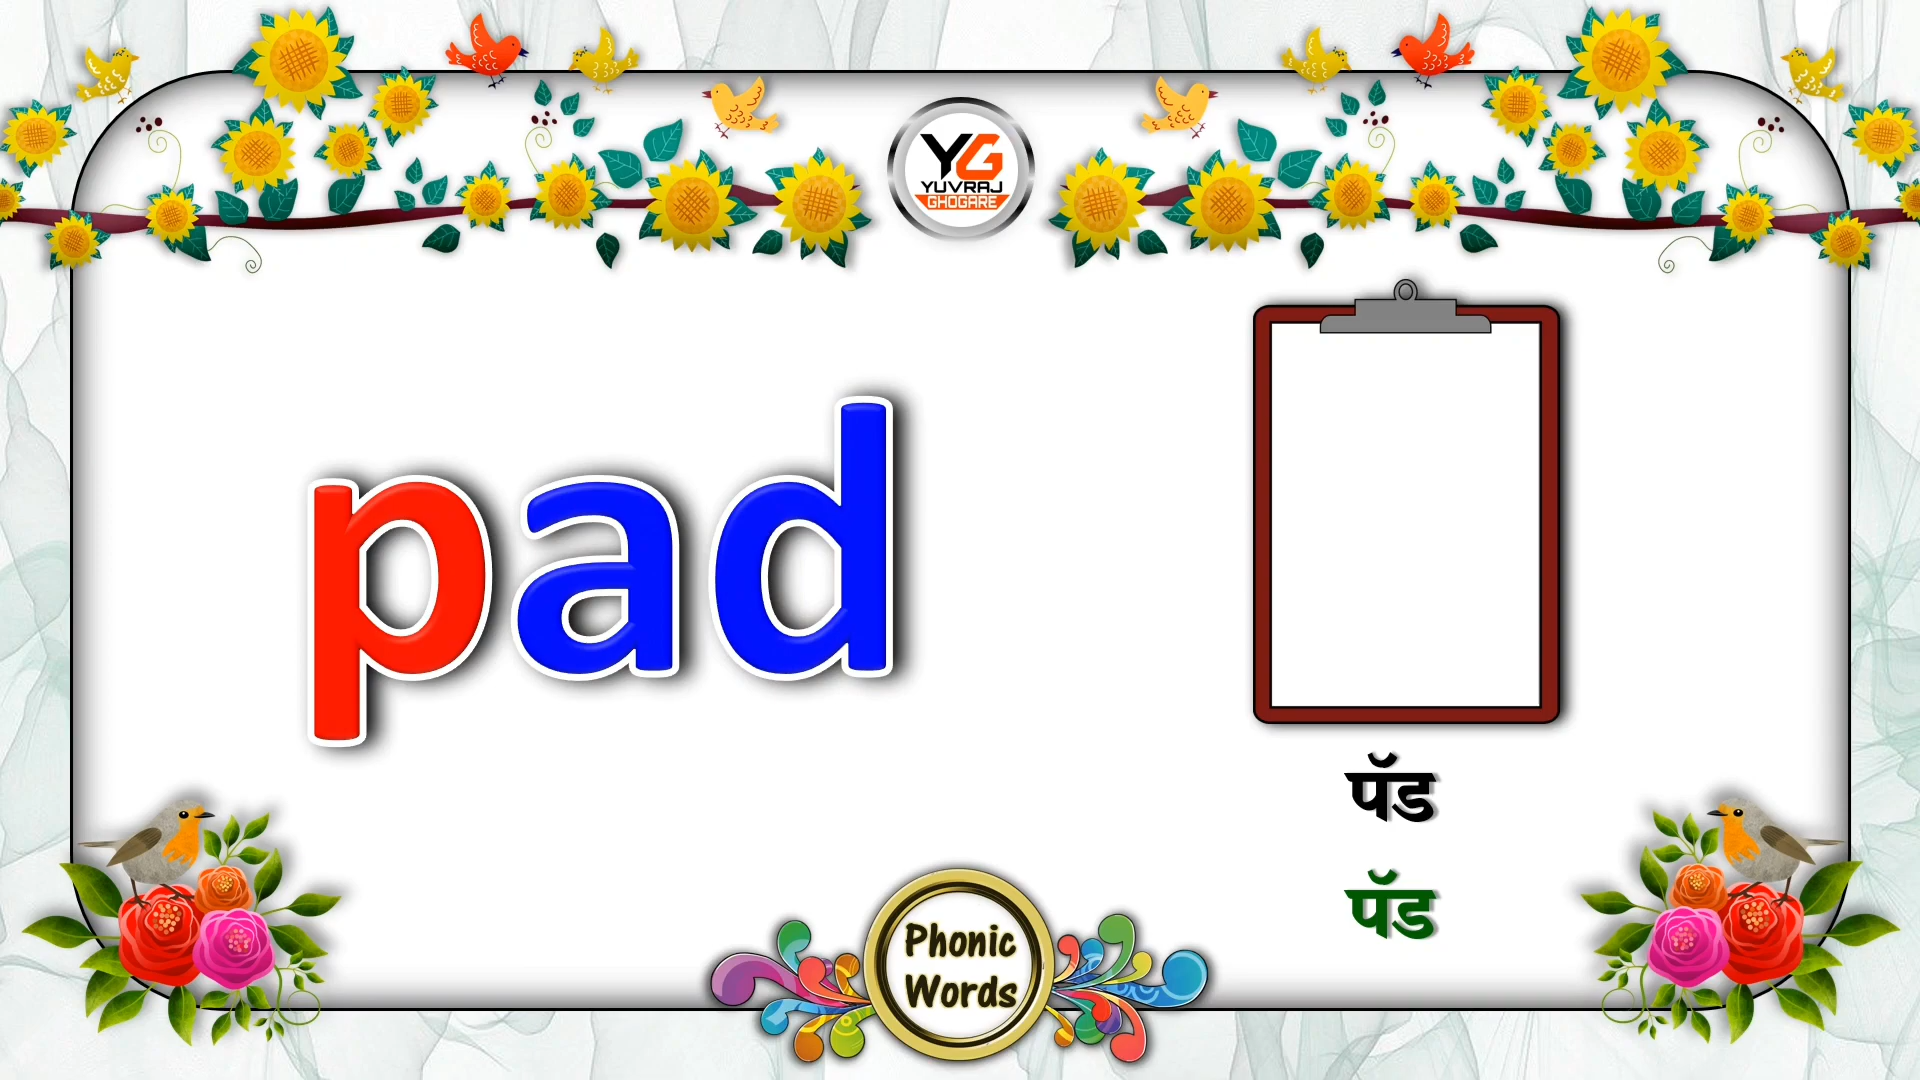 YG
YUVRAJ
GHOGARE
pad
पॅड
पॅड
Phonic
Words